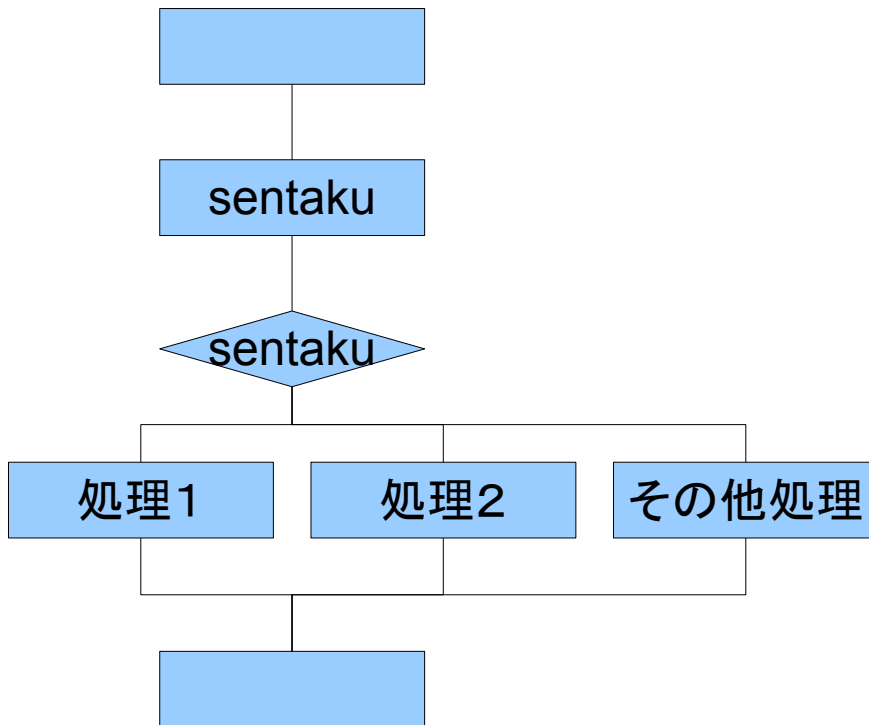 sentaku
sentaku
処理１
処理２
その他処理